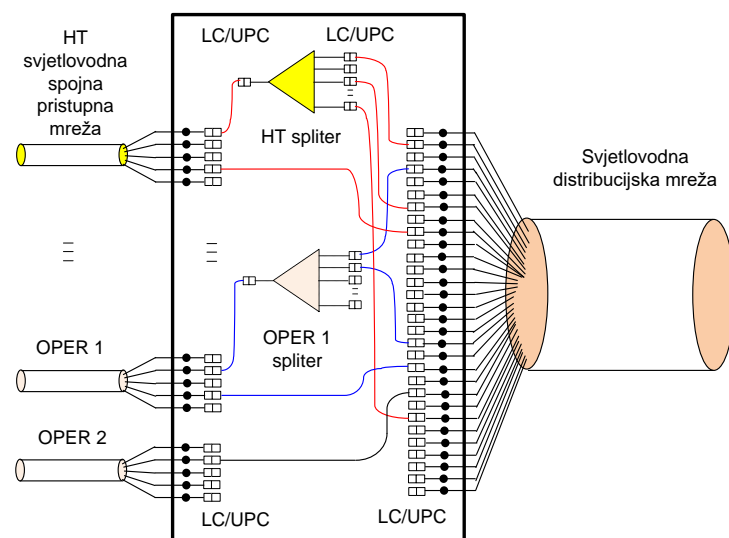 HT
svjetlovodna
spojna
pristupna
mreža
LC/UPC
LC/UPC
HT spliter
Svjetlovodna
distribucijska mreža
OPER 1
OPER 1
spliter
OPER 2
LC/UPC
LC/UPC